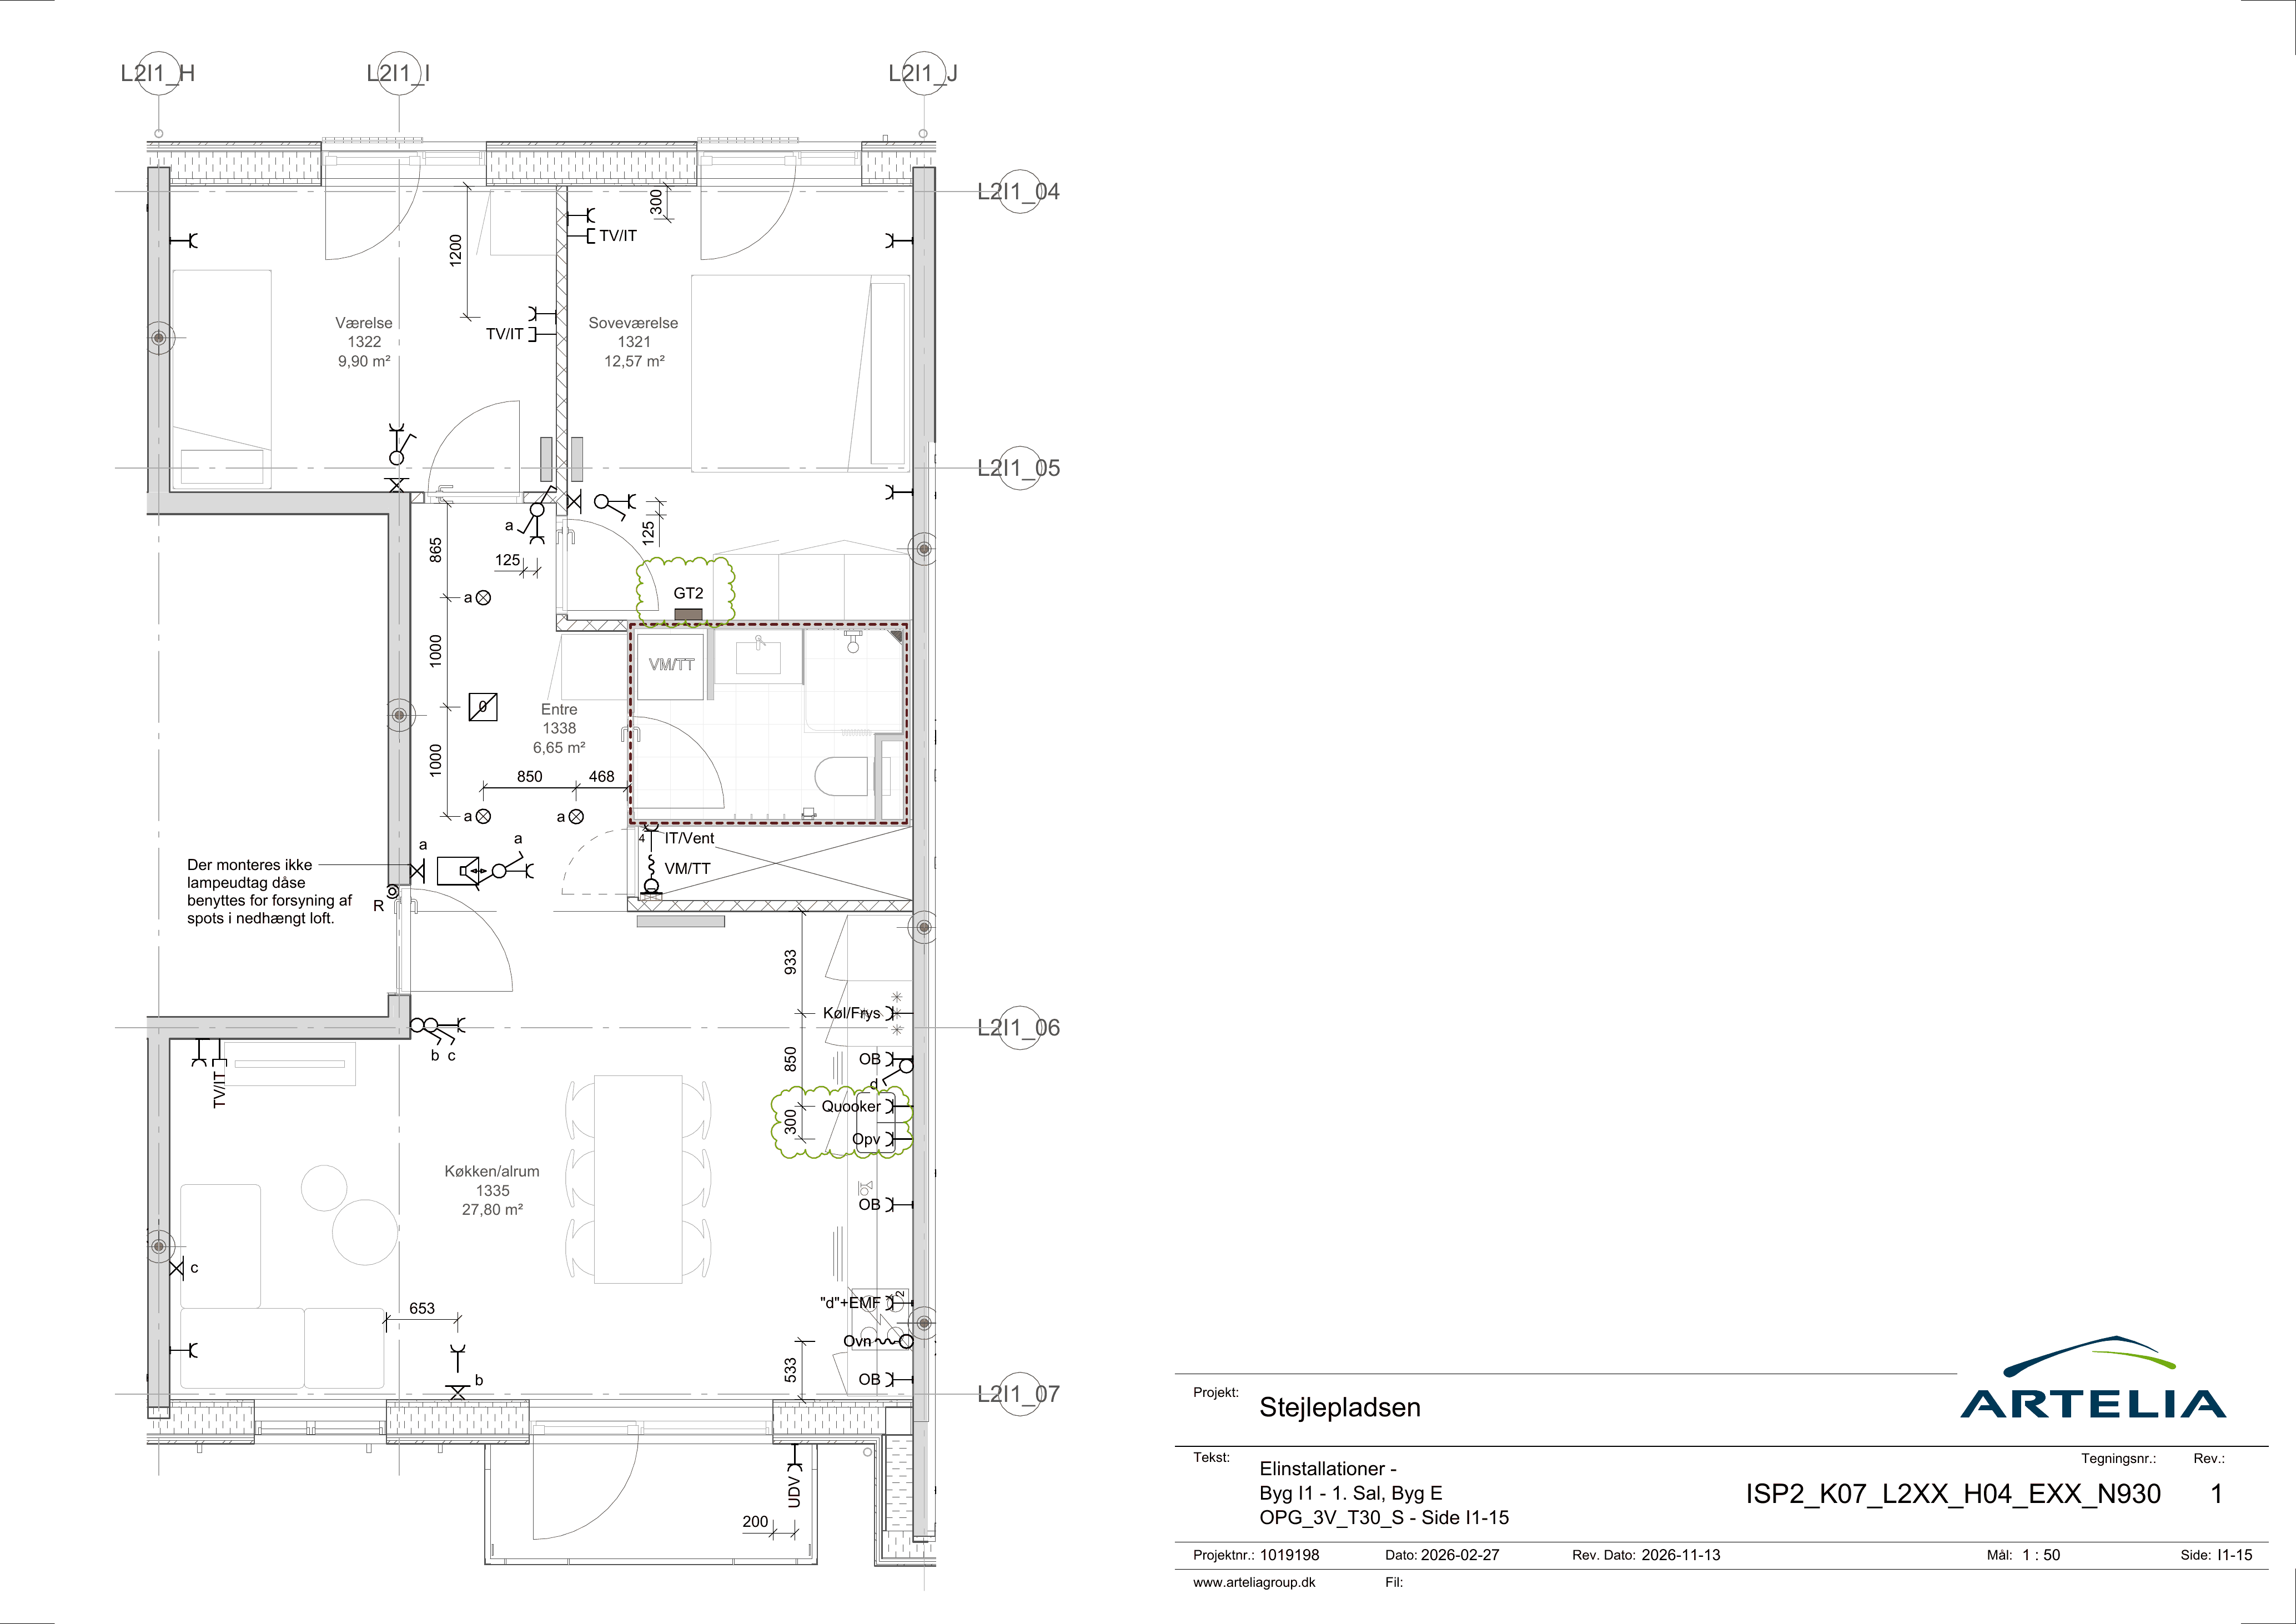 L2I1_H
L2I1_I
L2I1_J
L2I1_04
300
1200
TV/IT
TV/IT
Værelse
1322
9,90 m²
Soveværelse
1321
12,57 m²
L2I1_05
a
125
865
125
a
GT2
1000
VM/TT
0
Entre
1338
6,65 m²
1000
850
468
a
a
4
IT/Vent
VM/TT
a
a
Der monteres ikke
lampeudtag dåse
benyttes for forsyning af
spots i nedhængt loft.
R
933
Køl/Frys
L2I1_06
b c
OB
850
d
TV/IT
Quooker
300
Opv
Køkken/alrum
1335
27,80 m²
OB
c
2
"d"+EMF
653
Ovn
533
b
OB
L2I1_07
UDV
200
ARTELIA
Projekt:
Stejlepladsen
Tekst:
Elinstallationer -
Byg I1 - 1. Sal, Byg E
OPG_3V_T30_S - Side I1-15
Tegningsnr.:
Rev.:
ISP2_K07_L2XX_H04_EXX_N930
1
Projektnr.: 1019198
Dato: 2026-02-27
Rev. Dato: 2026-11-13
Mål: 1 : 50
Side: I1-15
www.arteliagroup.dk
Fil: